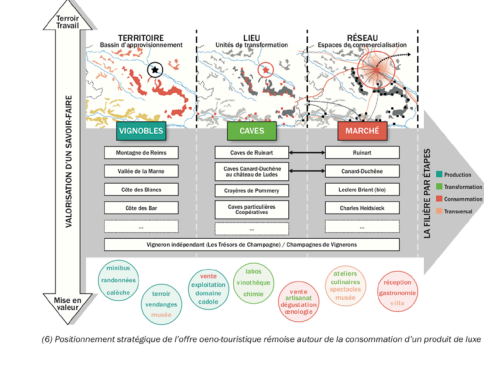 Terroir
Travail
TERRITOIRE
Bassin d'approvisionnement
LIEU
Unités de transformation
RÉSEAU
Espaces de commercialisation
VALORISATION D'UN SAVOIR-FAIRE
VIGNOBLES
CAVES
MARCHÉ
Montagne de Reims
Caves de Ruinart
Ruinart
Vallée de la Marne
Caves Canard-Duchêne
au château de Ludes
Canard-Duchêne
Côte des Blancs
Crayères de Pommery
Leclerc Briant (bio)
Côte des Bar
Caves particulières
Coopératives
Charles Heidsieck
...
...
...
Vigneron indépendant (Les Trésors de Champagne) / Champagnes de Vignerons
LA FILIÈRE PAR ÉTAPES
Production
Transformation
Consommation
Transversal
minibus
randonnées
calèche
terroir
vendanges
musée
vente
exploitation
domaine
cadole
labos
vinothèque
chimie
vente
artisanat
dégustation
œnologie
ateliers
culinaires
spectacles
musée
réception
gastronomie
villa
Mise en
valeur
(6) Positionnement stratégique de l'offre oeno-touristique rémoise autour de la consommation d'un produit de luxe